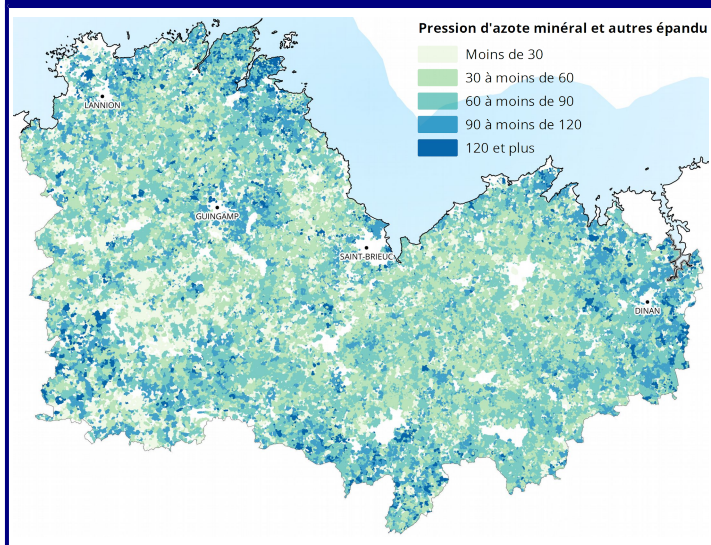 Pression d'azote minéral et autres épandu
Moins de 30
30 à moins de 60
60 à moins de 90
90 à moins de 120
120 et plus
LANNION
GUINGAMP
SAINT-BRIEUC
DINAN